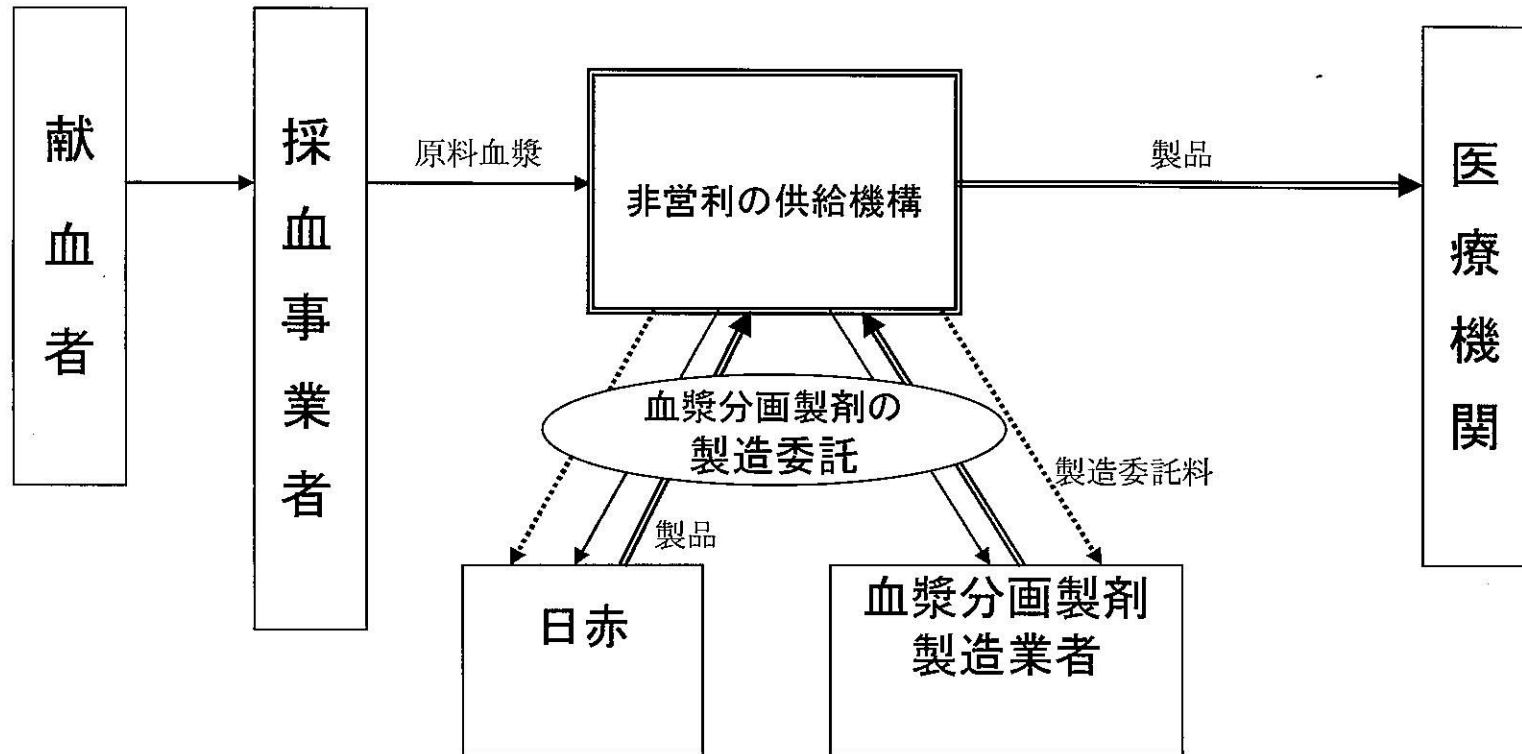 献血者
採血事業者
原料血漿
非営利の供給機構
製品
医療機関
血漿分画製剤の
製造委託
製造委託料
製品
日赤
血漿分画製剤
製造業者